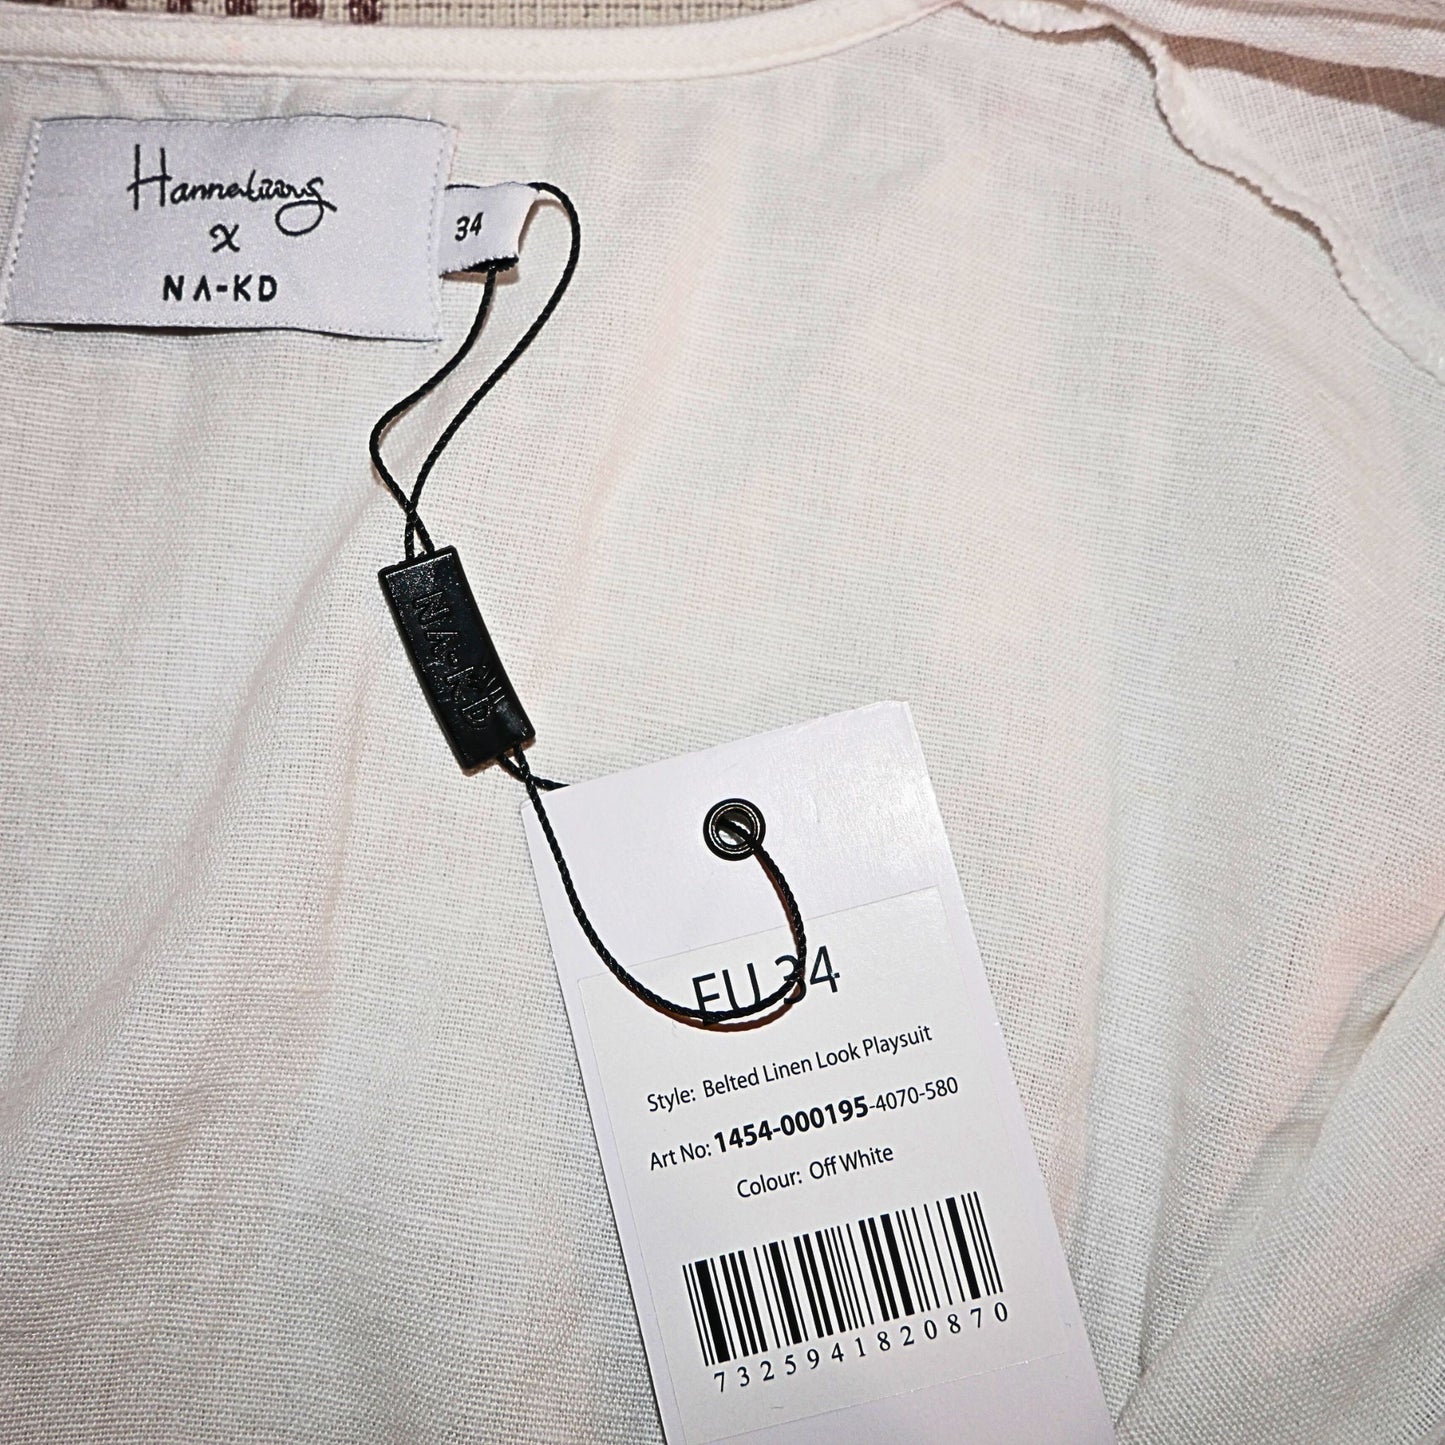 Hannalicious
x
NA-KD
34
NA-KD
EU 34
Style: Belted Linen Look Playsuit
Art No: 1454-000195-4070-580
Colour: Off White
7325941820870